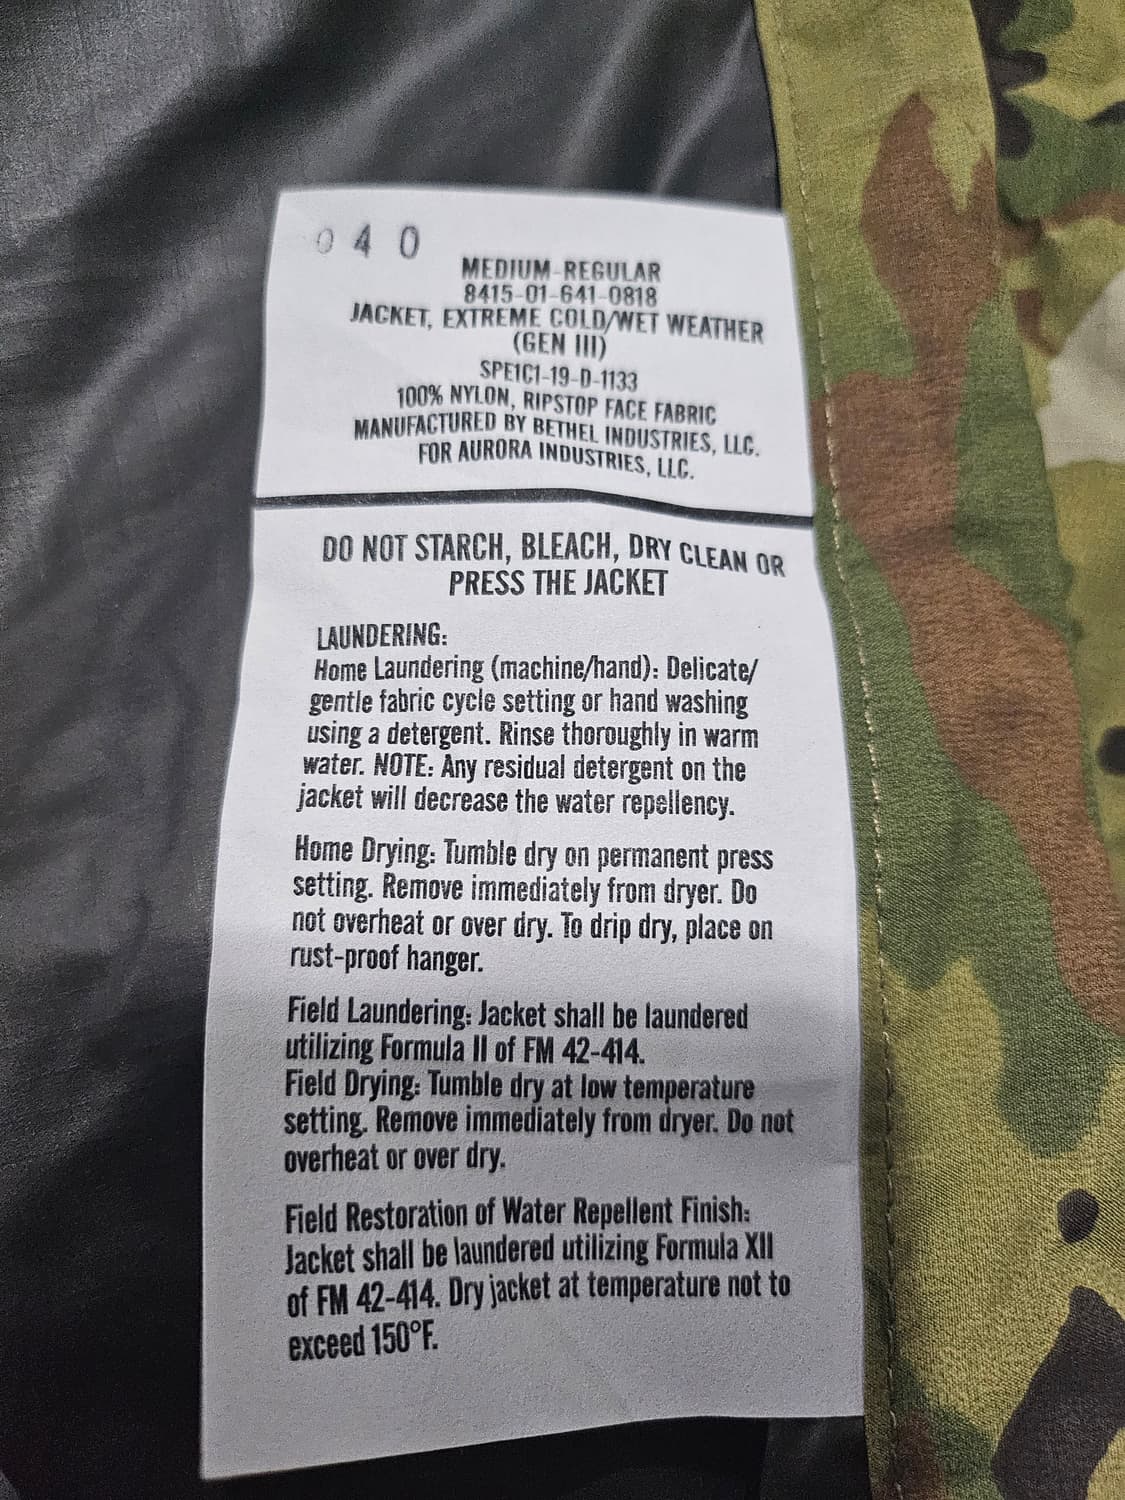 040
MEDIUM-REGULAR
8415-01-641-0818
JACKET, EXTREME COLD/WET WEATHER
(GEN III)
SPE1C1-19-D-1133
100% NYLON, RIPSTOP FACE FABRIC
MANUFACTURED BY BETHEL INDUSTRIES, LLC.
FOR AURORA INDUSTRIES, LLC.
DO NOT STARCH, BLEACH, DRY CLEAN OR
PRESS THE JACKET
LAUNDERING:
Home Laundering (machine/hand): Delicate/
gentle fabric cycle setting or hand washing
using a detergent. Rinse thoroughly in warm
water. NOTE: Any residual detergent on the
jacket will decrease the water repellency.
Home Drying: Tumble dry on permanent press
setting. Remove immediately from dryer. Do
not overheat or over dry. To drip dry, place on
rust-proof hanger.
Field Laundering: Jacket shall be laundered
utilizing Formula II of FM 42-414.
Field Drying: Tumble dry at low temperature
setting. Remove immediately from dryer. Do not
overheat or over dry.
Field Restoration of Water Repellent Finish:
Jacket shall be laundered utilizing Formula XII
of FM 42-414. Dry jacket at temperature not to
exceed 150°F.